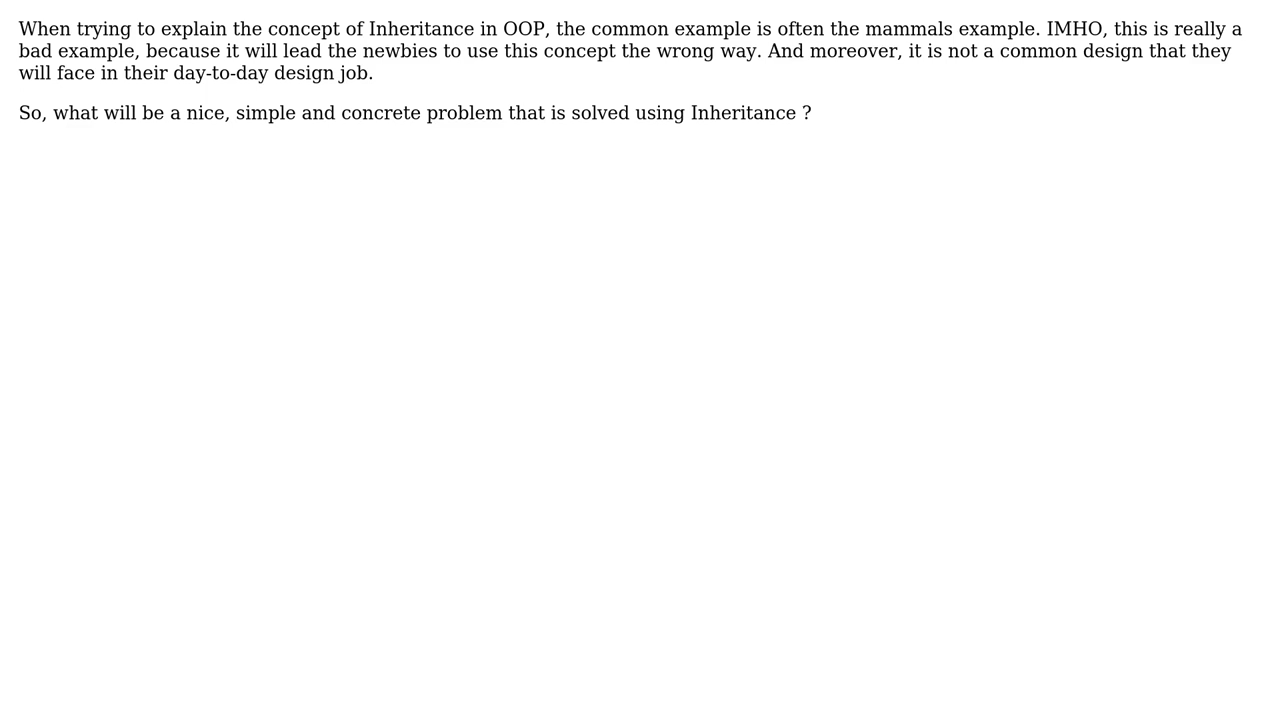 When trying to explain the concept of Inheritance in OOP, the common example is often the mammals example. IMHO, this is really a
bad example, because it will lead the newbies to use this concept the wrong way. And moreover, it is not a common design that they
will face in their day-to-day design job.
So, what will be a nice, simple and concrete problem that is solved using Inheritance ?